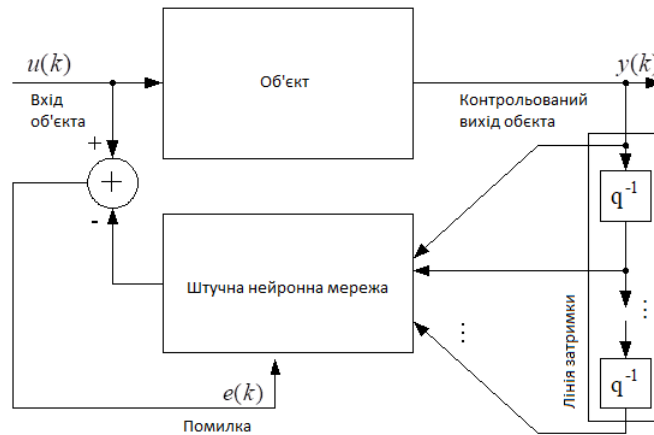 u(k)
Вхід
об'єкта
Об'єкт
y(k)
Контрольований
вихід обєкта
+
+
-
q⁻¹
Штучна нейронна мережа
...
...
Лінія затримки
q⁻¹
e(k)
Помилка